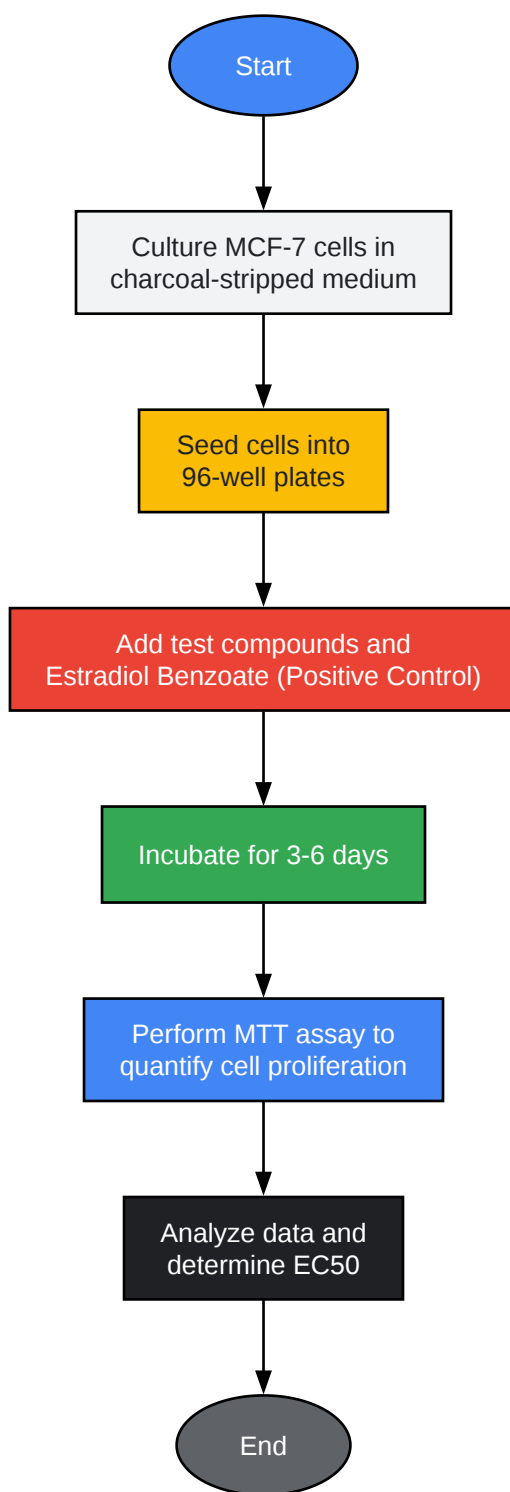 Start
Culture MCF-7 cells in
charcoal-stripped medium
Seed cells into
96-well plates
Add test compounds and
Estradiol Benzoate (Positive Control)
Incubate for 3-6 days
Perform MTT assay to
quantify cell proliferation
Analyze data and
determine EC50
End